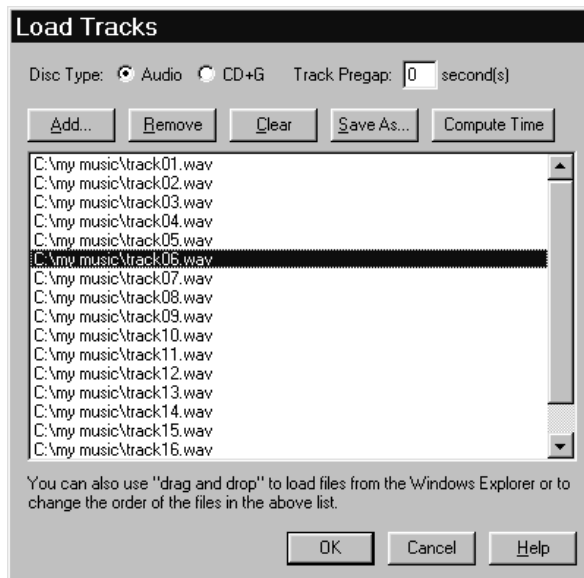 Load Tracks
Disc Type: Audio CD+G Track Pregap: 0 second(s)
Add... Remove Clear Save As... Compute Time
C:\my music\track01.wav
C:\my music\track02.wav
C:\my music\track03.wav
C:\my music\track04.wav
C:\my music\track05.wav
C:\my music\track06.wav
C:\my music\track07.wav
C:\my music\track08.wav
C:\my music\track09.wav
C:\my music\track10.wav
C:\my music\track11.wav
C:\my music\track12.wav
C:\my music\track13.wav
C:\my music\track14.wav
C:\my music\track15.wav
C:\my music\track16.wav
You can also use "drag and drop" to load files from the Windows Explorer or to
change the order of the files in the above list.
OK Cancel Help